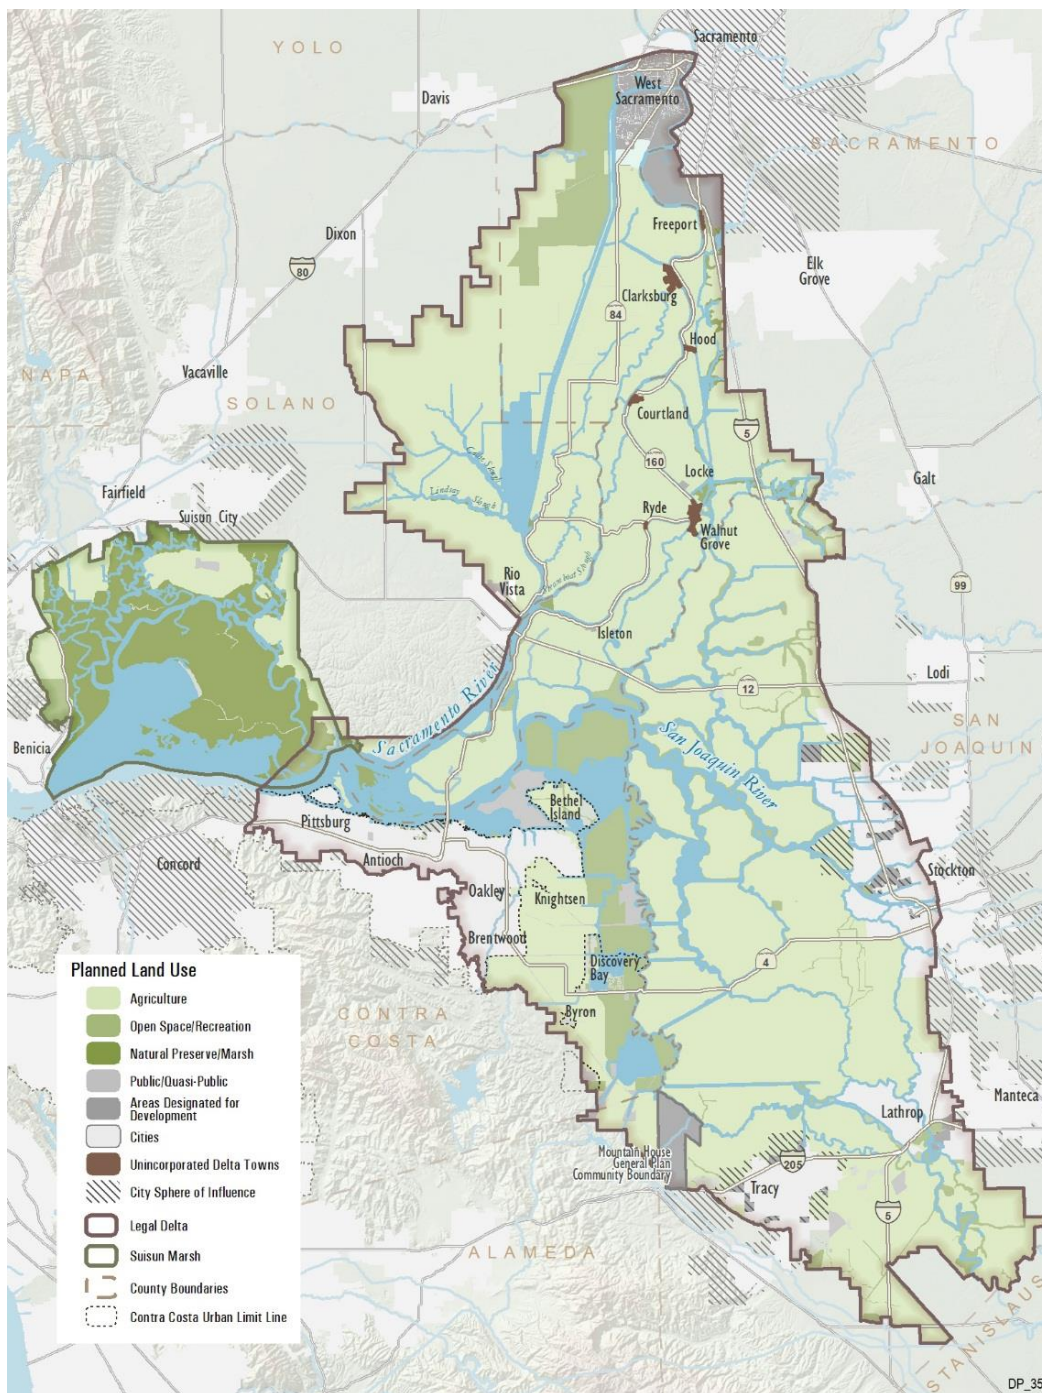 Sacramento
YOLO
West
Sacramento
Davis
SACRAMENTO
Freeport
Dixon
80
Elk
Grove
Clarksburg
84
Hood
NAPA
Vacaville
SOLANO
Courtland
5
160
Locke
Galt
Fairfield
Lindsay Slough
Suisun City
Ryde
Walnut
Grove
Rio
Vista
99
Isleton
Lodi
12
Sacramento River
SAN
JOAQUIN
Benicia
San Joaquin River
Bethel
Island
Pittsburg
Antioch
Concord
Stockton
Oakley
Knightsen
Brentwood
Discovery
Bay
4
Byron
CONTRA
COSTA
Manteca
Lathrop
Mountain House
General Plan
Community Boundary
205
Tracy
5
ALAMEDA
STANISLAUS
Planned Land Use
Agriculture
Open Space/Recreation
Natural Preserve/Marsh
Public/Quasi-Public
Areas Designated for
Development
Cities
Unincorporated Delta Towns
City Sphere of Influence
Legal Delta
Suisun Marsh
County Boundaries
Contra Costa Urban Limit Line
DP_35